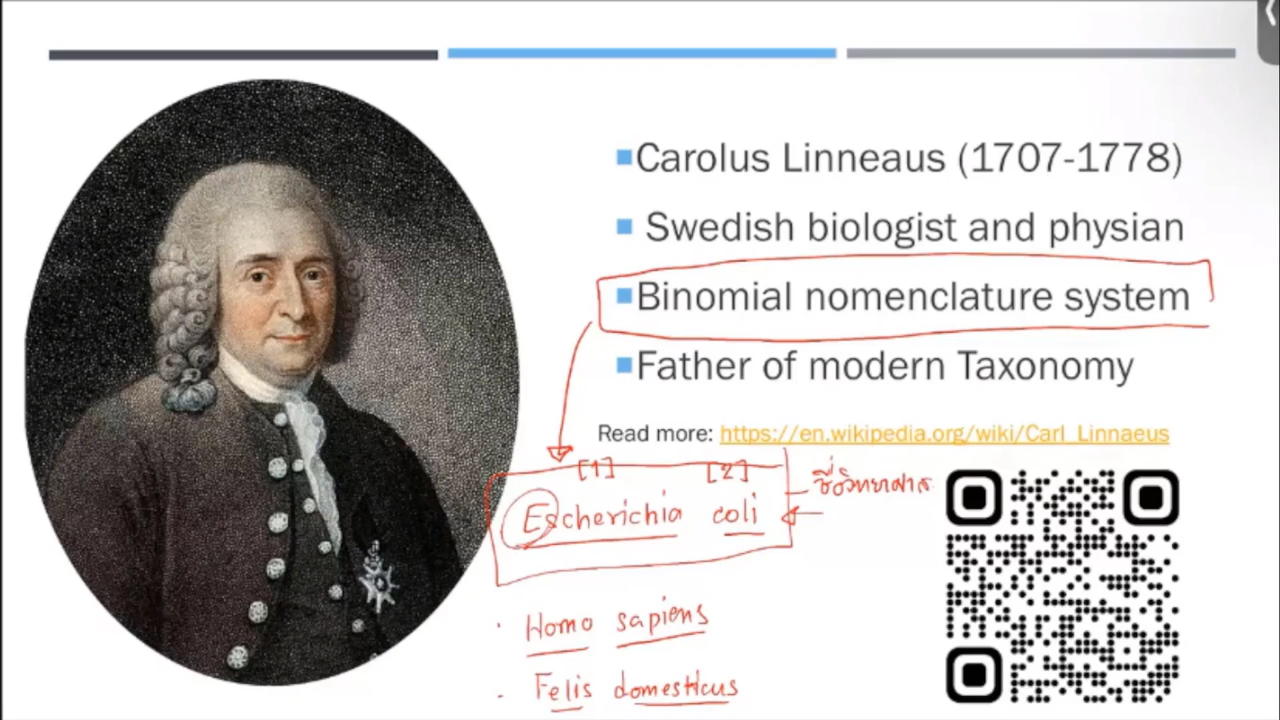 Carolus Linneaus (1707-1778)
Swedish biologist and physian
Binomial nomenclature system
Father of modern Taxonomy
Read more: https://en.wikipedia.org/wiki/Carl_Linnaeus
[1] [2]
Escherichia coli
ชื่อวิทยาศาสตร์
Homo sapiens
Felis domesticus